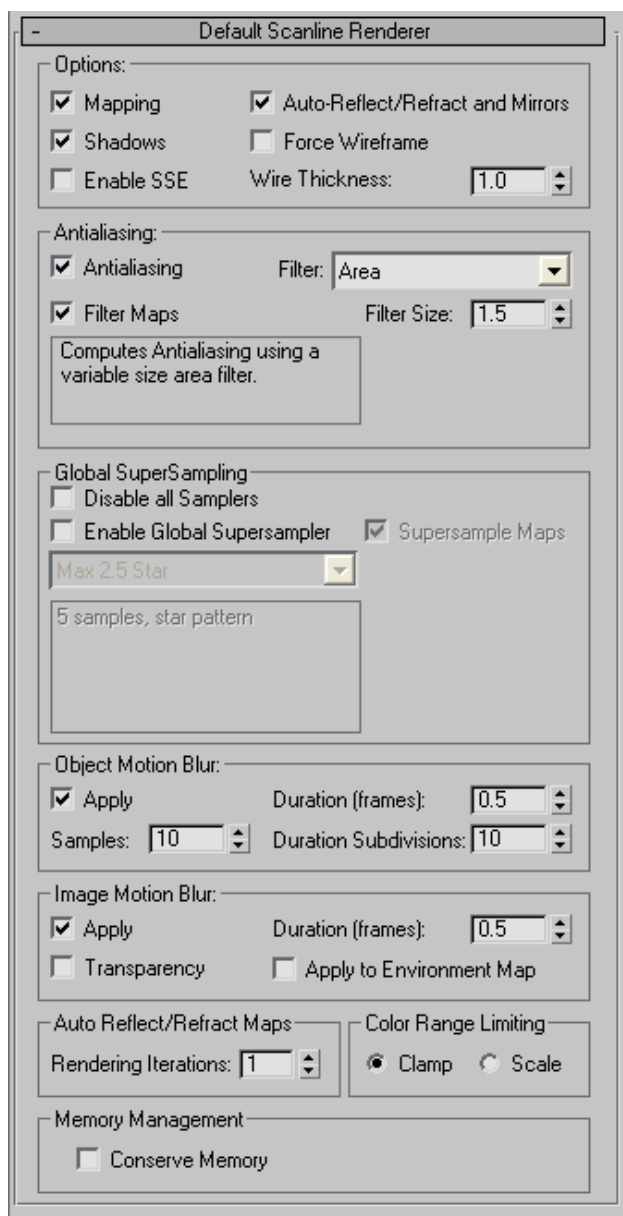 - Default Scanline Renderer
Options:
Mapping Auto-Reflect/Refract and Mirrors
Shadows Force Wireframe
Enable SSE Wire Thickness: 1.0
Antialiasing:
Antialiasing Filter: Area
Filter Maps Filter Size: 1.5
Computes Antialiasing using a
variable size area filter.
Global SuperSampling
Disable all Samplers
Enable Global Supersampler Supersample Maps
Max 2.5 Star
5 samples, star pattern
Object Motion Blur:
Apply Duration (frames): 0.5
Samples: 10 Duration Subdivisions: 10
Image Motion Blur:
Apply Duration (frames): 0.5
Transparency Apply to Environment Map
Auto Reflect/Refract Maps Color Range Limiting
Rendering Iterations: 1 Clamp Scale
Memory Management
Conserve Memory